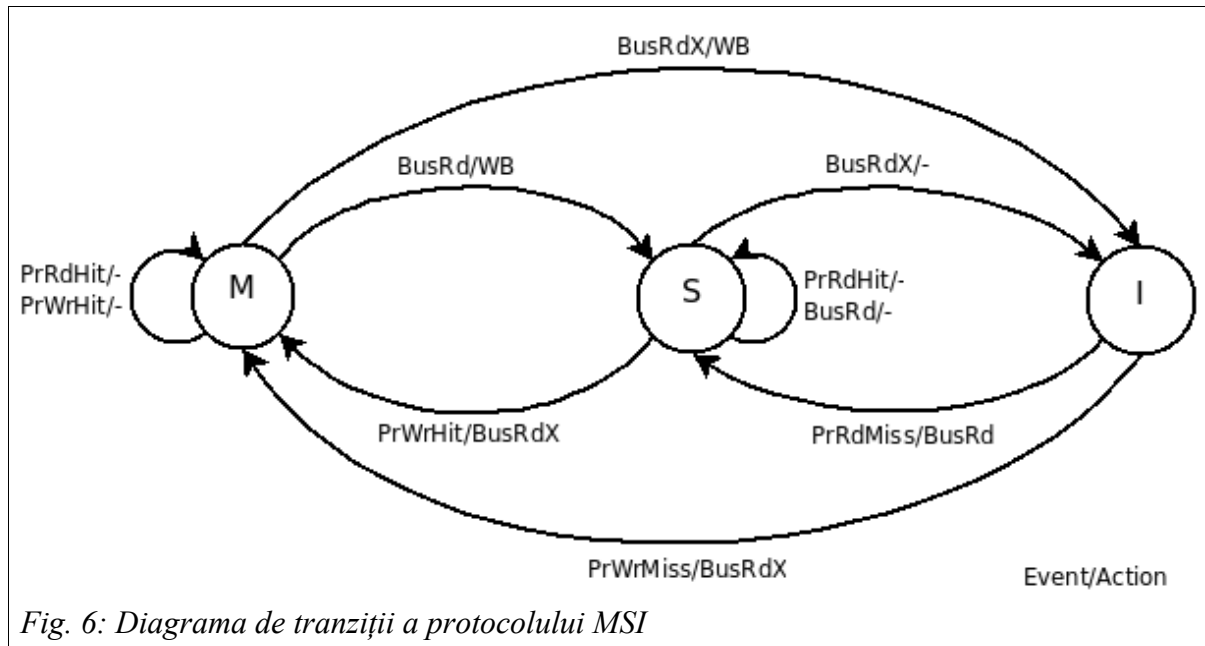 BusRdX/WB
BusRd/WB
BusRdX/-
PrRdHit/-
PrWrHit/-
M
S
PrRdHit/-
BusRd/-
I
PrWrHit/BusRdX
PrRdMiss/BusRd
PrWrMiss/BusRdX
Event/Action
Fig. 6: Diagrama de tranziții a protocolului MSI